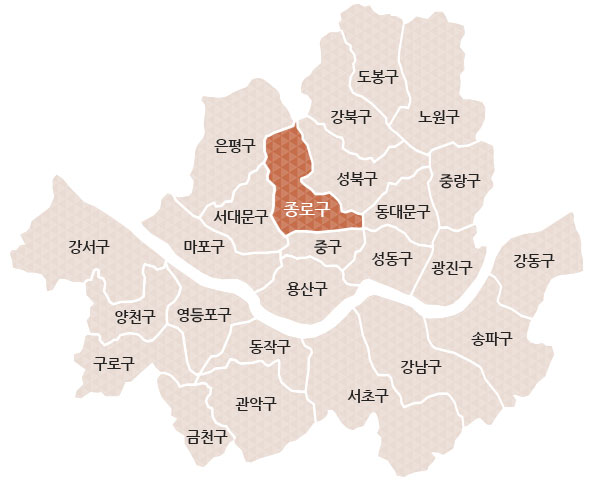 도봉구
강북구
노원구
은평구
성북구
중랑구
종로구
동대문구
서대문구
마포구
중구
성동구
광진구
강서구
강동구
용산구
양천구
영등포구
송파구
동작구
구로구
강남구
서초구
관악구
금천구